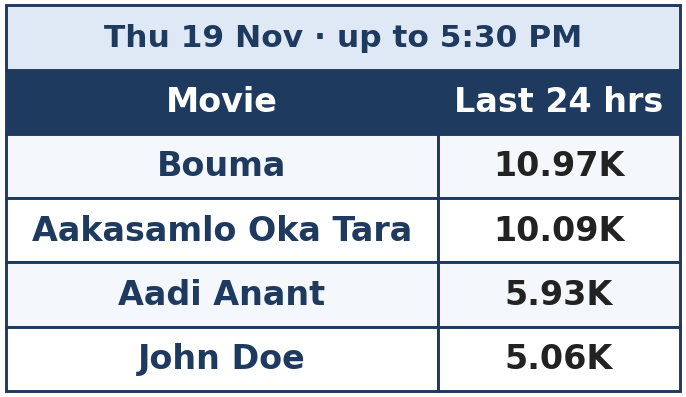 Thu 19 Nov · up to 5:30 PM
Movie Last 24 hrs
Bouma 10.97K
Aakasamlo Oka Tara 10.09K
Aadi Anant 5.93K
John Doe 5.06K